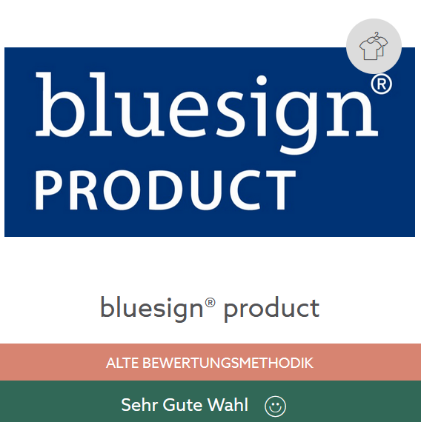 bluesign®
PRODUCT
bluesign® product
ALTE BEWERTUNGSMETHODIK
Sehr Gute Wahl